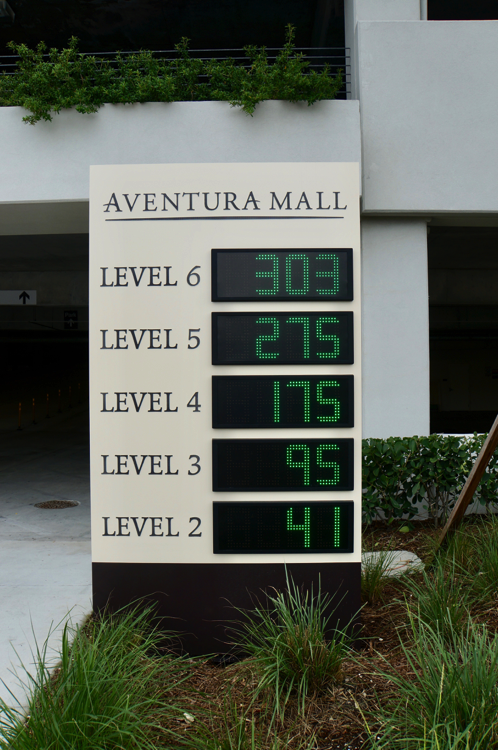 AVENTURA MALL
LEVEL 6 303
LEVEL 5 275
LEVEL 4 175
LEVEL 3 95
LEVEL 2 41